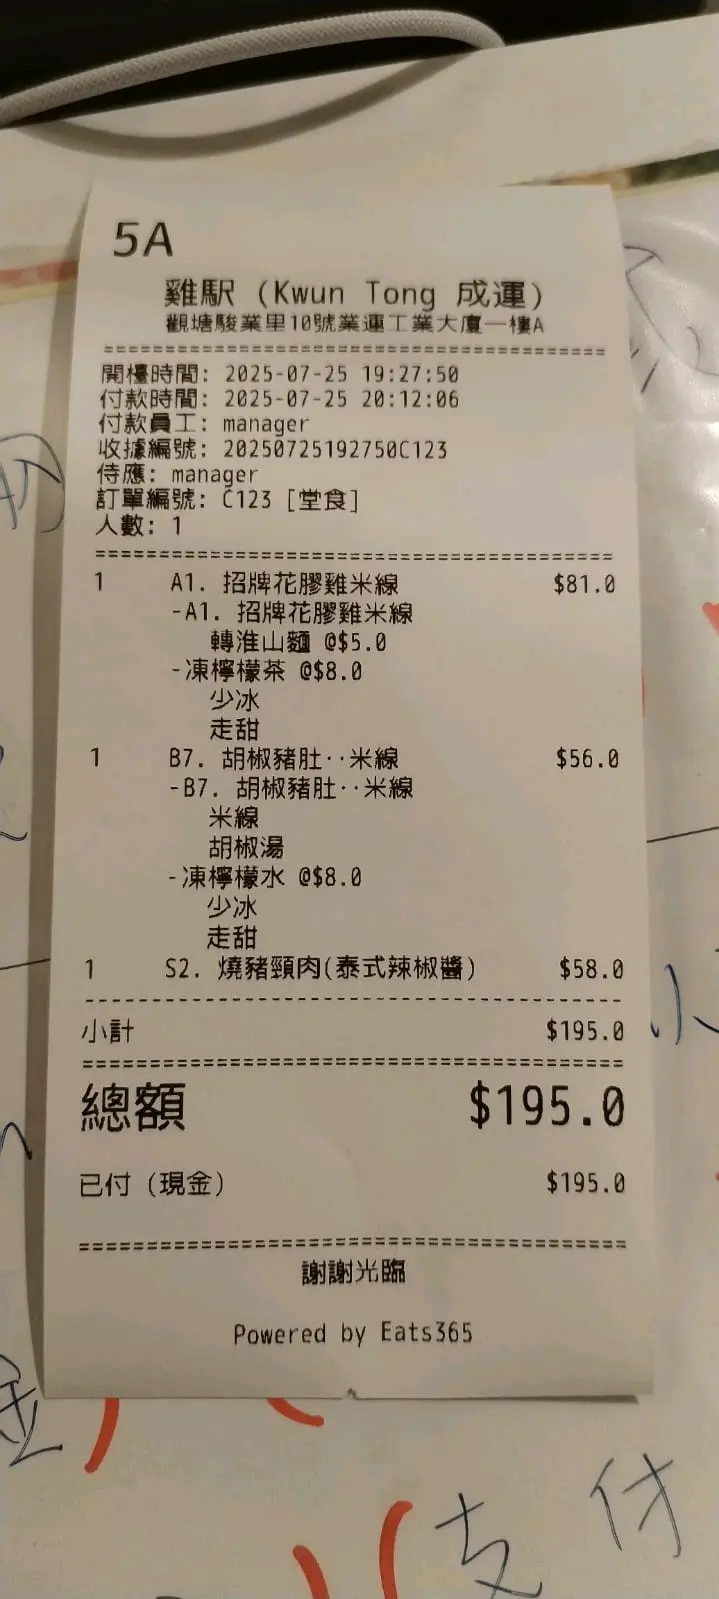 5A
雞駅 (Kwun Tong 成運)
觀塘駿業里10號業運工業大廈一樓A
開檯時間: 2025-07-25 19:27:50
付款時間: 2025-07-25 20:12:06
付款員工: manager
收據編號: 20250725192750C123
侍應: manager
訂單編號: C123 [堂食]
人數: 1
1 A1. 招牌花膠雞米線 $81.0
-A1. 招牌花膠雞米線
轉淮山麵 @$5.0
-凍檸檬茶 @$8.0
少冰
走甜
1 B7. 胡椒豬肚··米線 $56.0
-B7. 胡椒豬肚··米線
米線
胡椒湯
-凍檸檬水 @$8.0
少冰
走甜
1 S2. 燒豬頸肉(泰式辣椒醬) $58.0
小計 $195.0
總額 $195.0
已付 (現金) $195.0
謝謝光臨
Powered by Eats365
金
支付